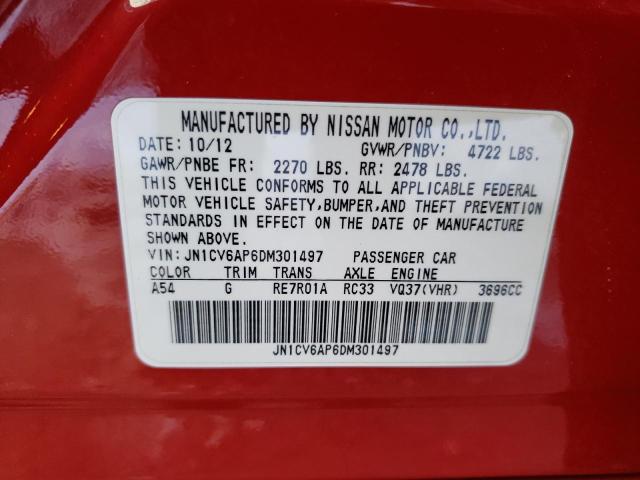 MANUFACTURED BY NISSAN MOTOR CO.,LTD.
DATE: 10/12 GVWR/PNBV: 4722 LBS.
GAWR/PNBE FR: 2270 LBS. RR: 2478 LBS.
THIS VEHICLE CONFORMS TO ALL APPLICABLE FEDERAL
MOTOR VEHICLE SAFETY,BUMPER,AND THEFT PREVENTION
STANDARDS IN EFFECT ON THE DATE OF MANUFACTURE
SHOWN ABOVE.
VIN: JN1CV6AP6DM301497 PASSENGER CAR
COLOR TRIM TRANS AXLE ENGINE
A54 G RE7R01A RC33 VQ37(VHR) 3696CC
JN1CV6AP6DM301497